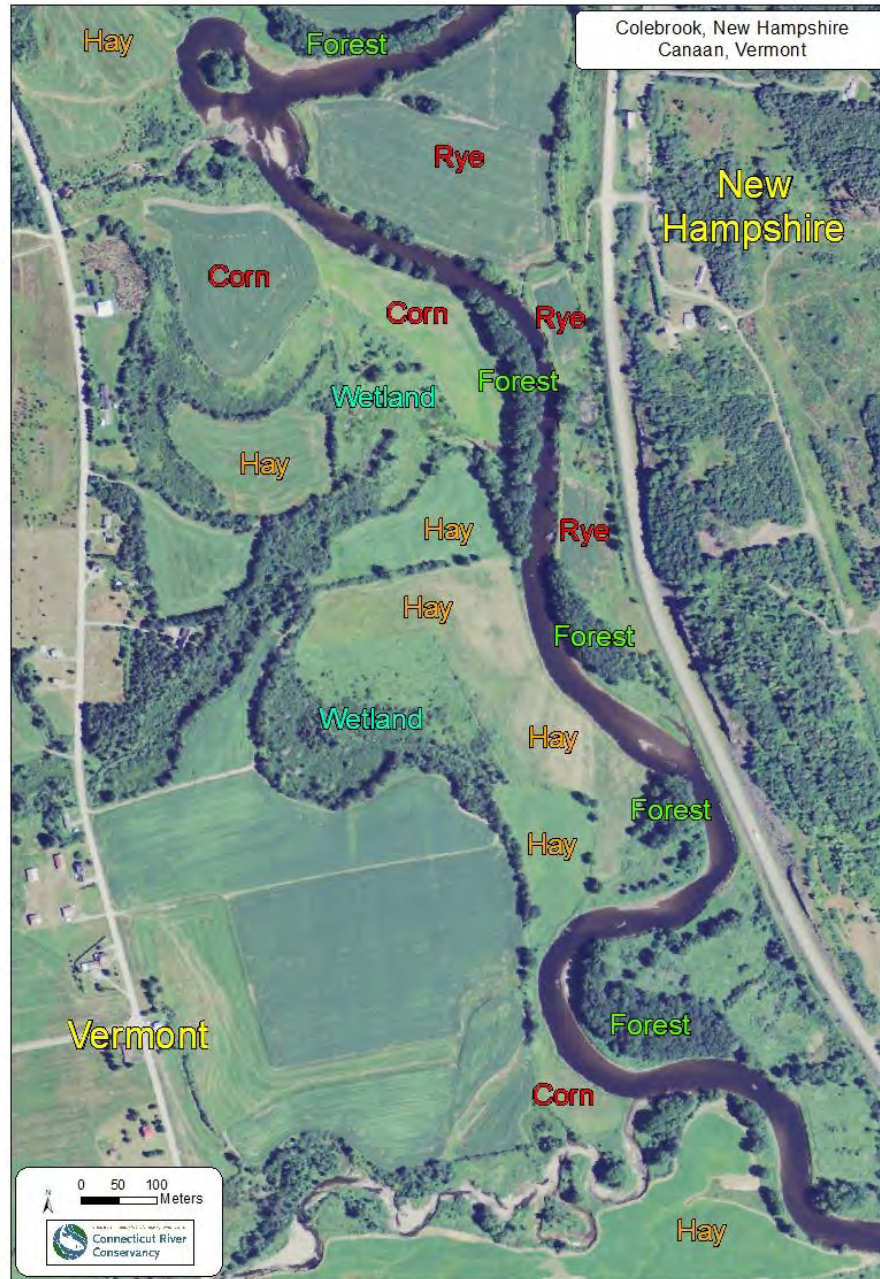 Colebrook, New Hampshire
Canaan, Vermont
Hay
Forest
Rye
New
Hampshire
Corn
Corn
Rye
Forest
Wetland
Hay
Hay
Rye
Hay
Forest
Wetland
Hay
Forest
Hay
Forest
Vermont
Corn
Hay
N
0 50 100
Meters
Connecticut River
Conservancy